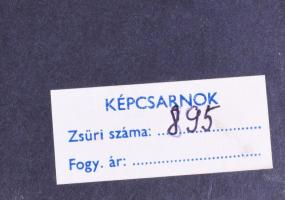 KÉPCSARNOK
Zsüri száma: 895
Fogy. ár: